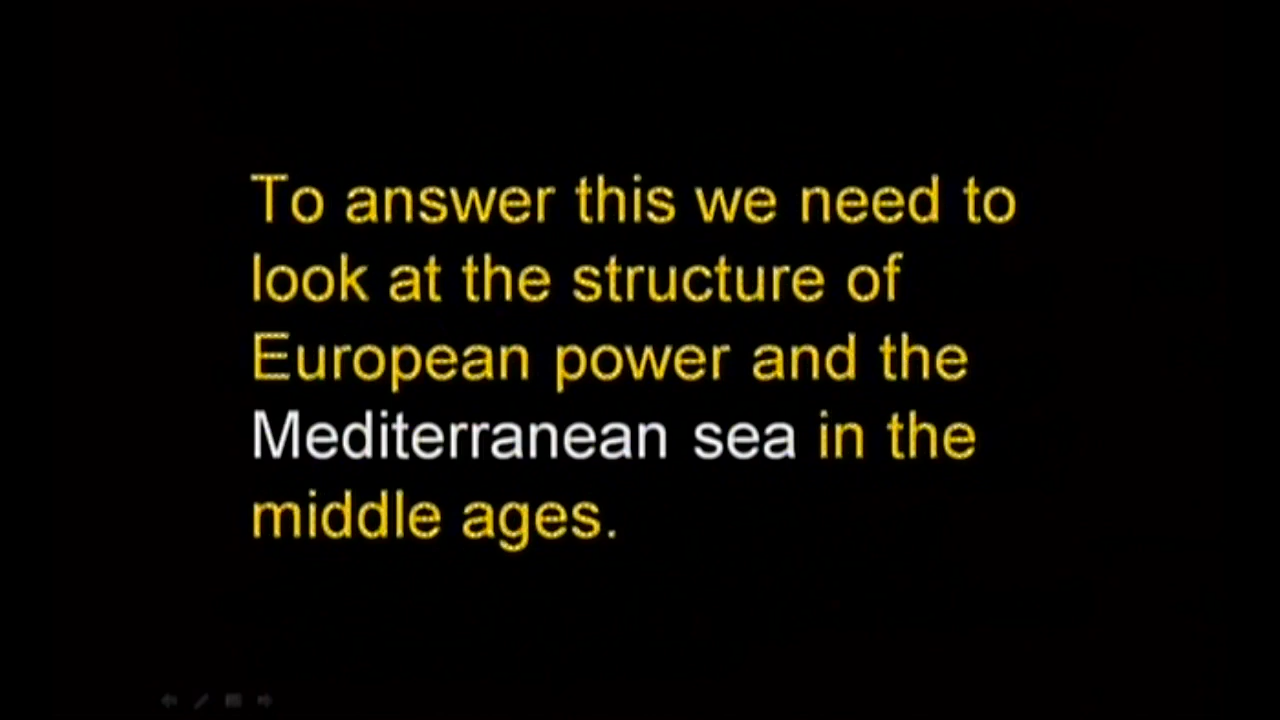 To answer this we need to
look at the structure of
European power and the
Mediterranean sea in the
middle ages.